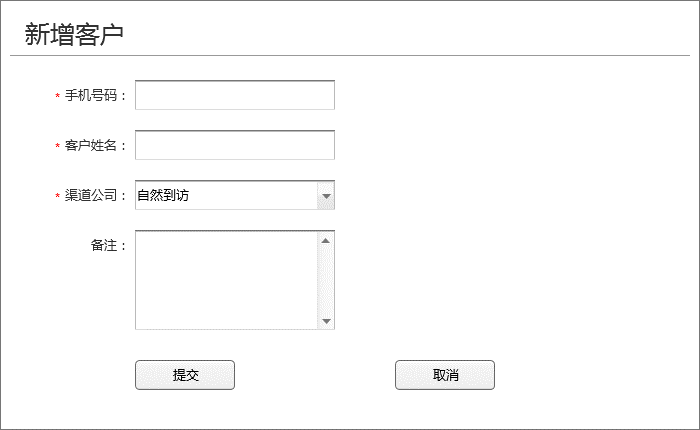 新增客户
* 手机号码：
* 客户姓名：
* 渠道公司： 自然到访
备注：
提交 取消